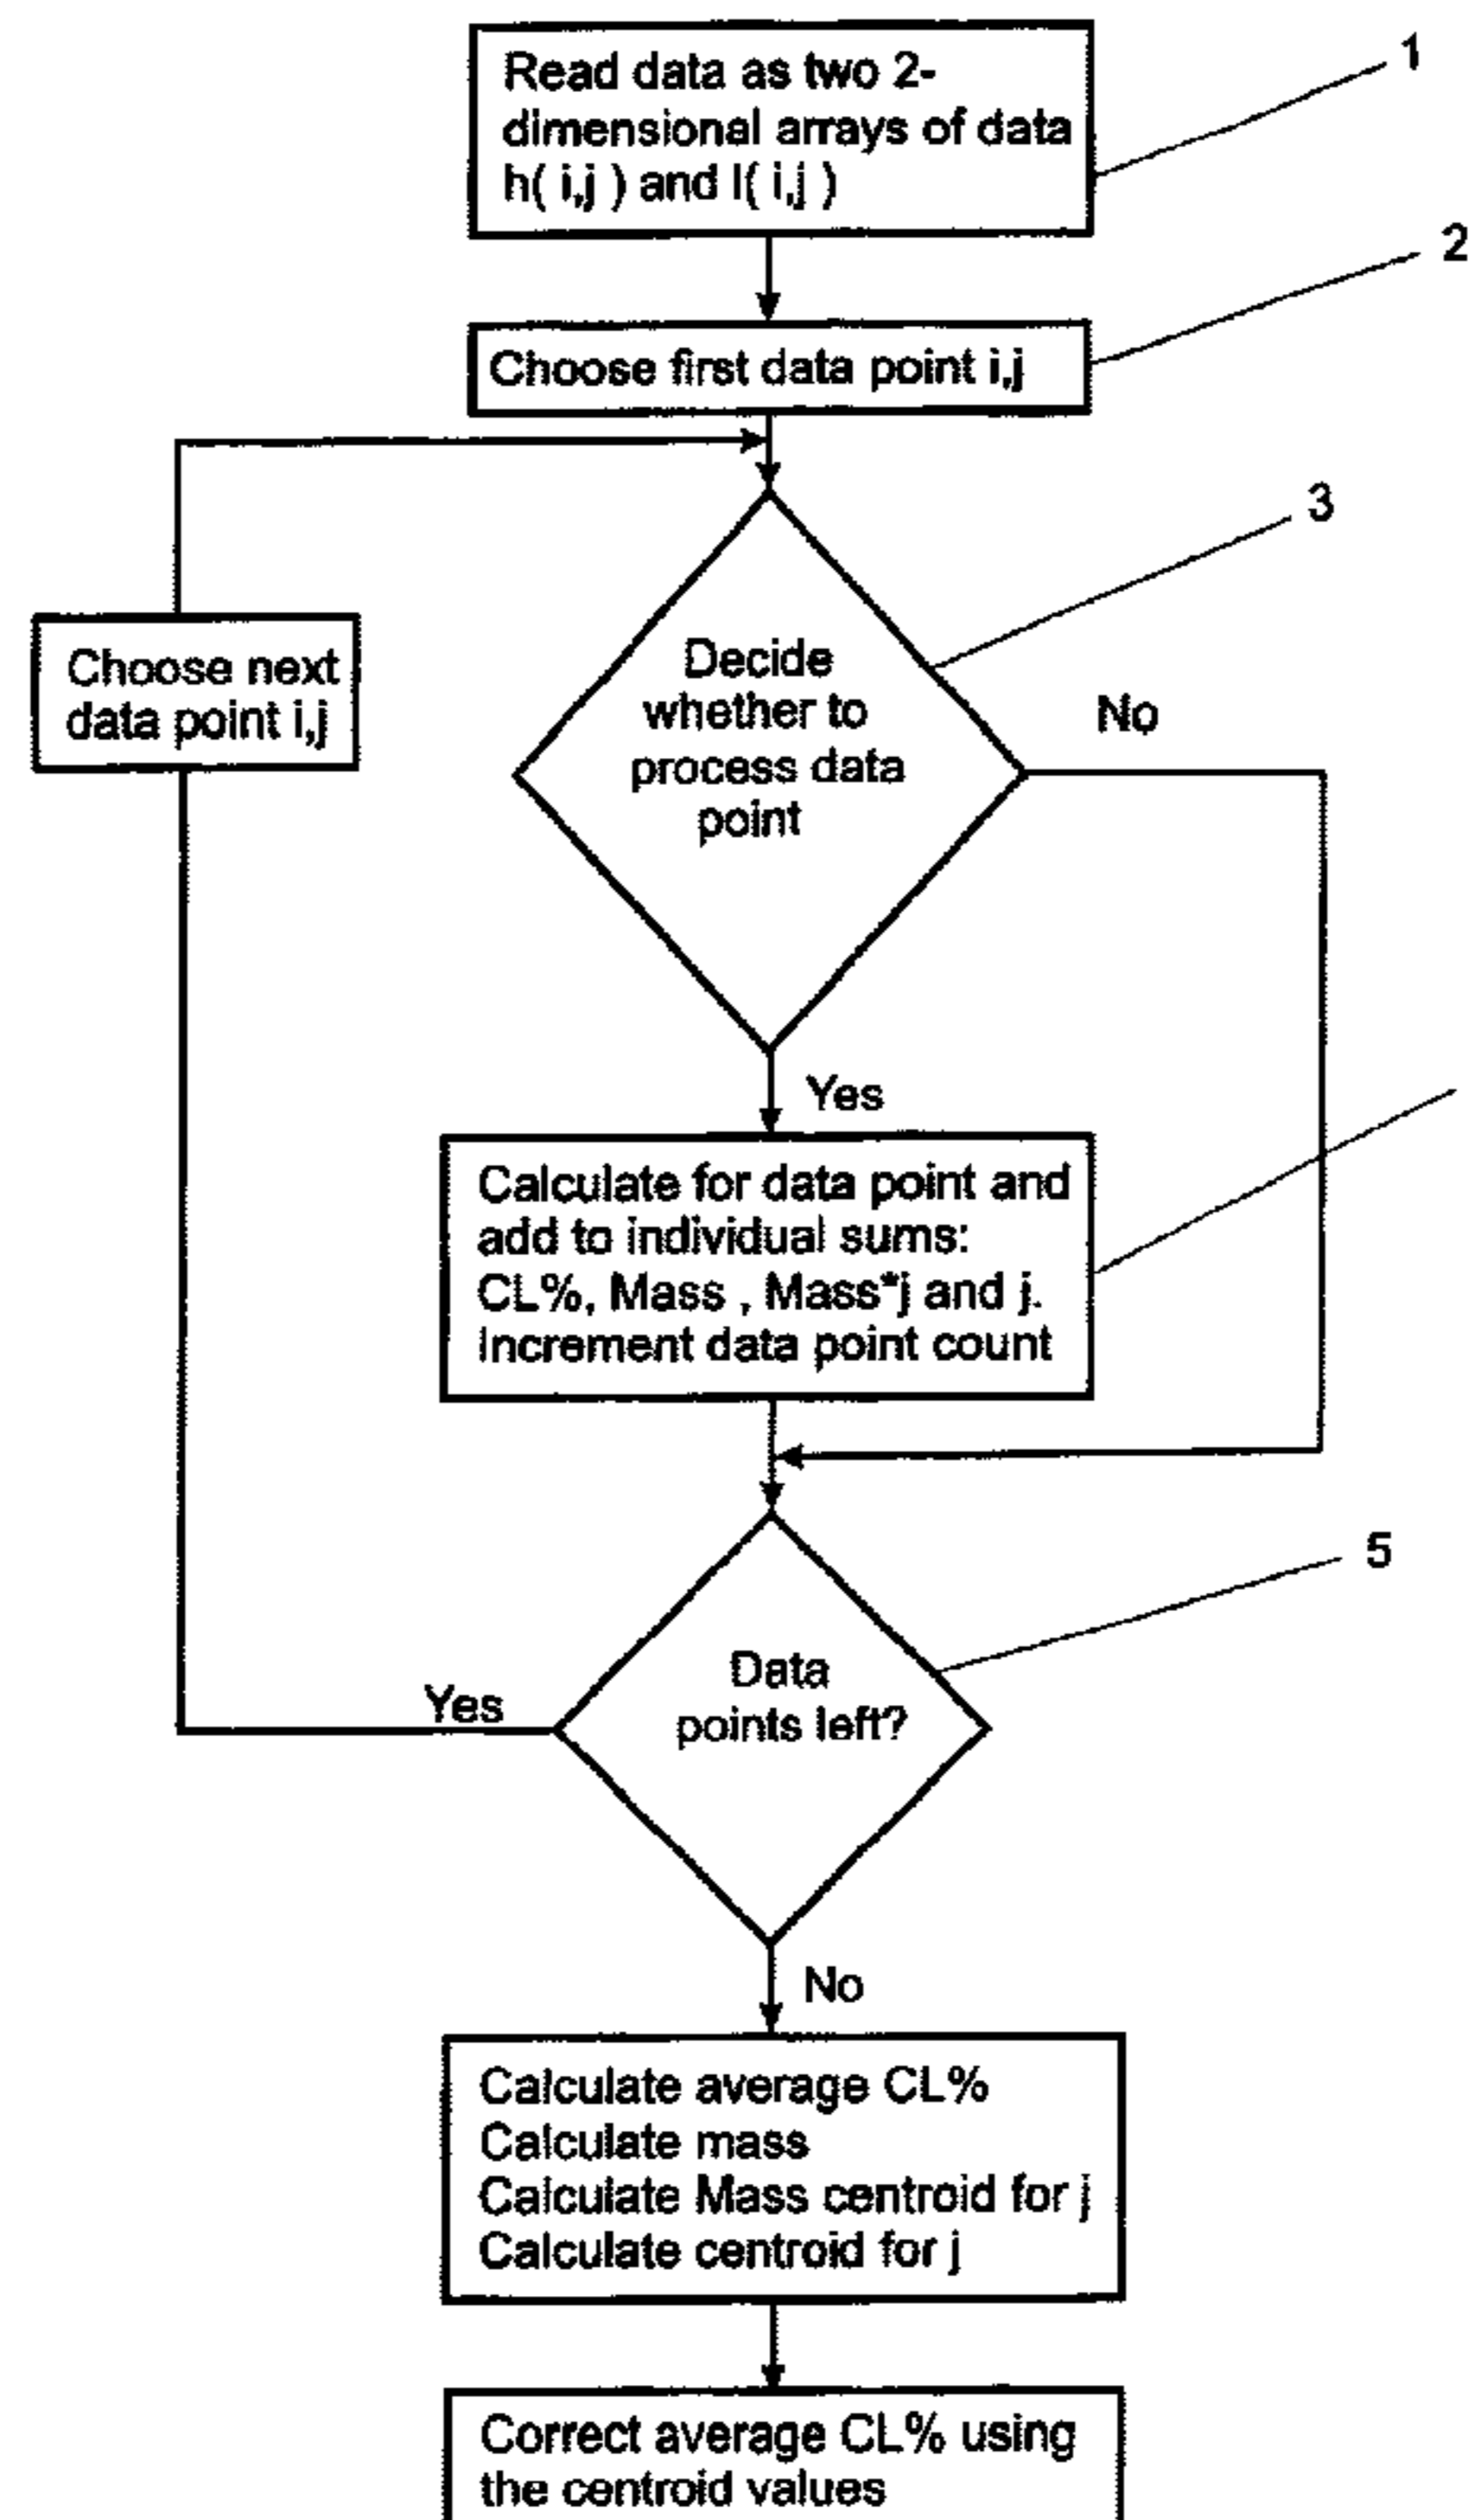 Read data as two 2-
dimensional arrays of data
h( i,j ) and l( i,j )
1
Choose first data point i,j
2
Choose next
data point i,j
Decide
whether to
process data
point
3
No
Yes
Calculate for data point and
add to individual sums:
CL%, Mass , Mass*j and j.
Increment data point count
Data
points left?
5
Yes
No
Calculate average CL%
Calculate mass
Calculate Mass centroid for j
Calculate centroid for j
Correct average CL% using
the centroid values